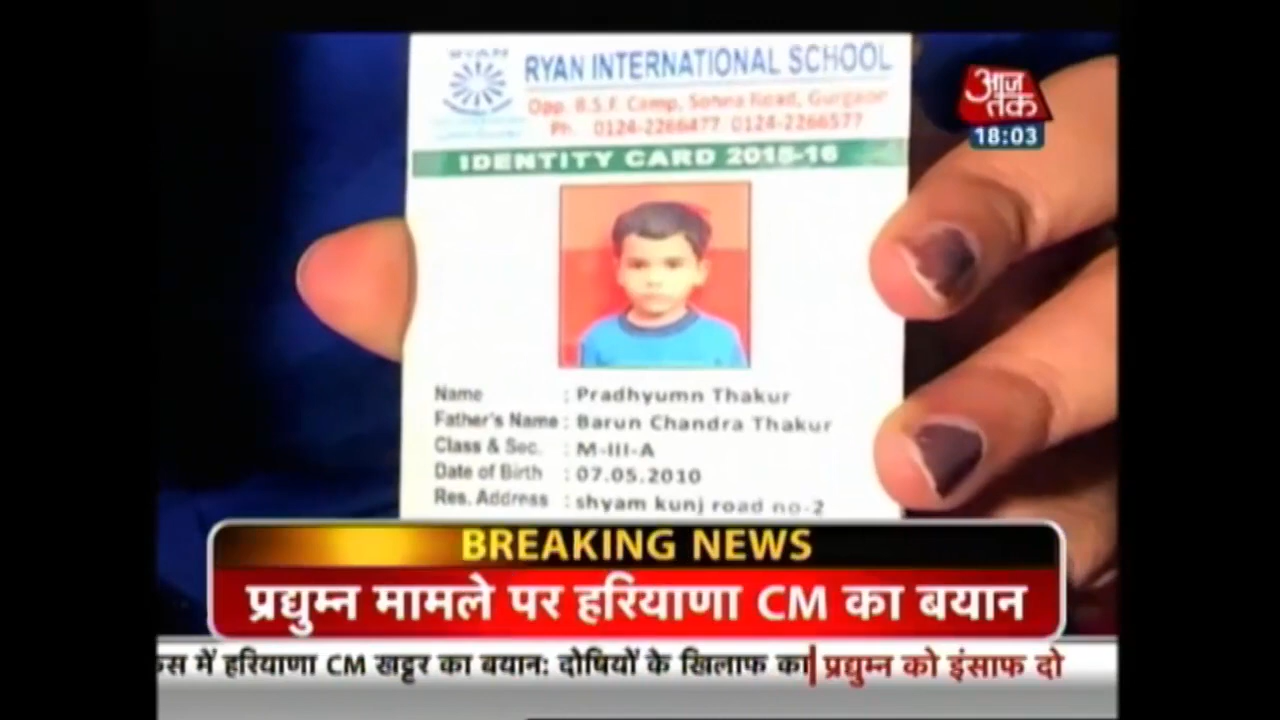 RYAN
RYAN INTERNATIONAL SCHOOL
Opp. B.S.F. Camp, Sohna Road, Gurgaon
Ph. 0124-2266477 0124-2266577
IDENTITY CARD 2015-16
Name : Pradhyumn Thakur
Father's Name : Barun Chandra Thakur
Class & Sec. : M-III-A
Date of Birth : 07.05.2010
Res. Address : shyam kunj road no-2
आज
तक
18:03
BREAKING NEWS
प्रद्युम्न मामले पर हरियाणा CM का बयान
में हरियाणा CM खट्टर का बयान: दोषियों के खिलाफ का
प्रद्युम्न को इंसाफ दो